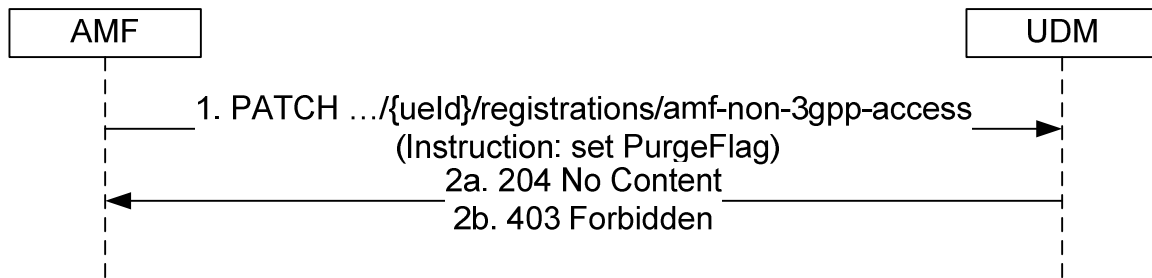 AMF
UDM
1. PATCH …/{ueId}/registrations/amf-non-3gpp-access
(Instruction: set PurgeFlag)
2a. 204 No Content
2b. 403 Forbidden